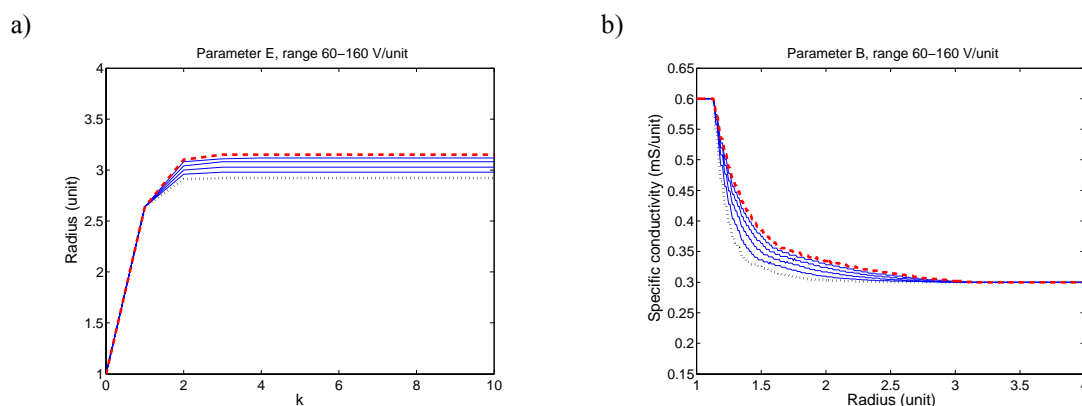 a)
Parameter E, range 60–160 V/unit
4
3.5
3
2.5
2
1.5
1
Radius (unit)
0 2 4 6 8 10
k
b)
Parameter B, range 60–160 V/unit
0.65
0.6
0.55
0.5
0.45
0.4
0.35
0.3
0.25
0.2
0.15
Specific conductivity (mS/unit)
1 1.5 2 2.5 3 3.5 4
Radius (unit)